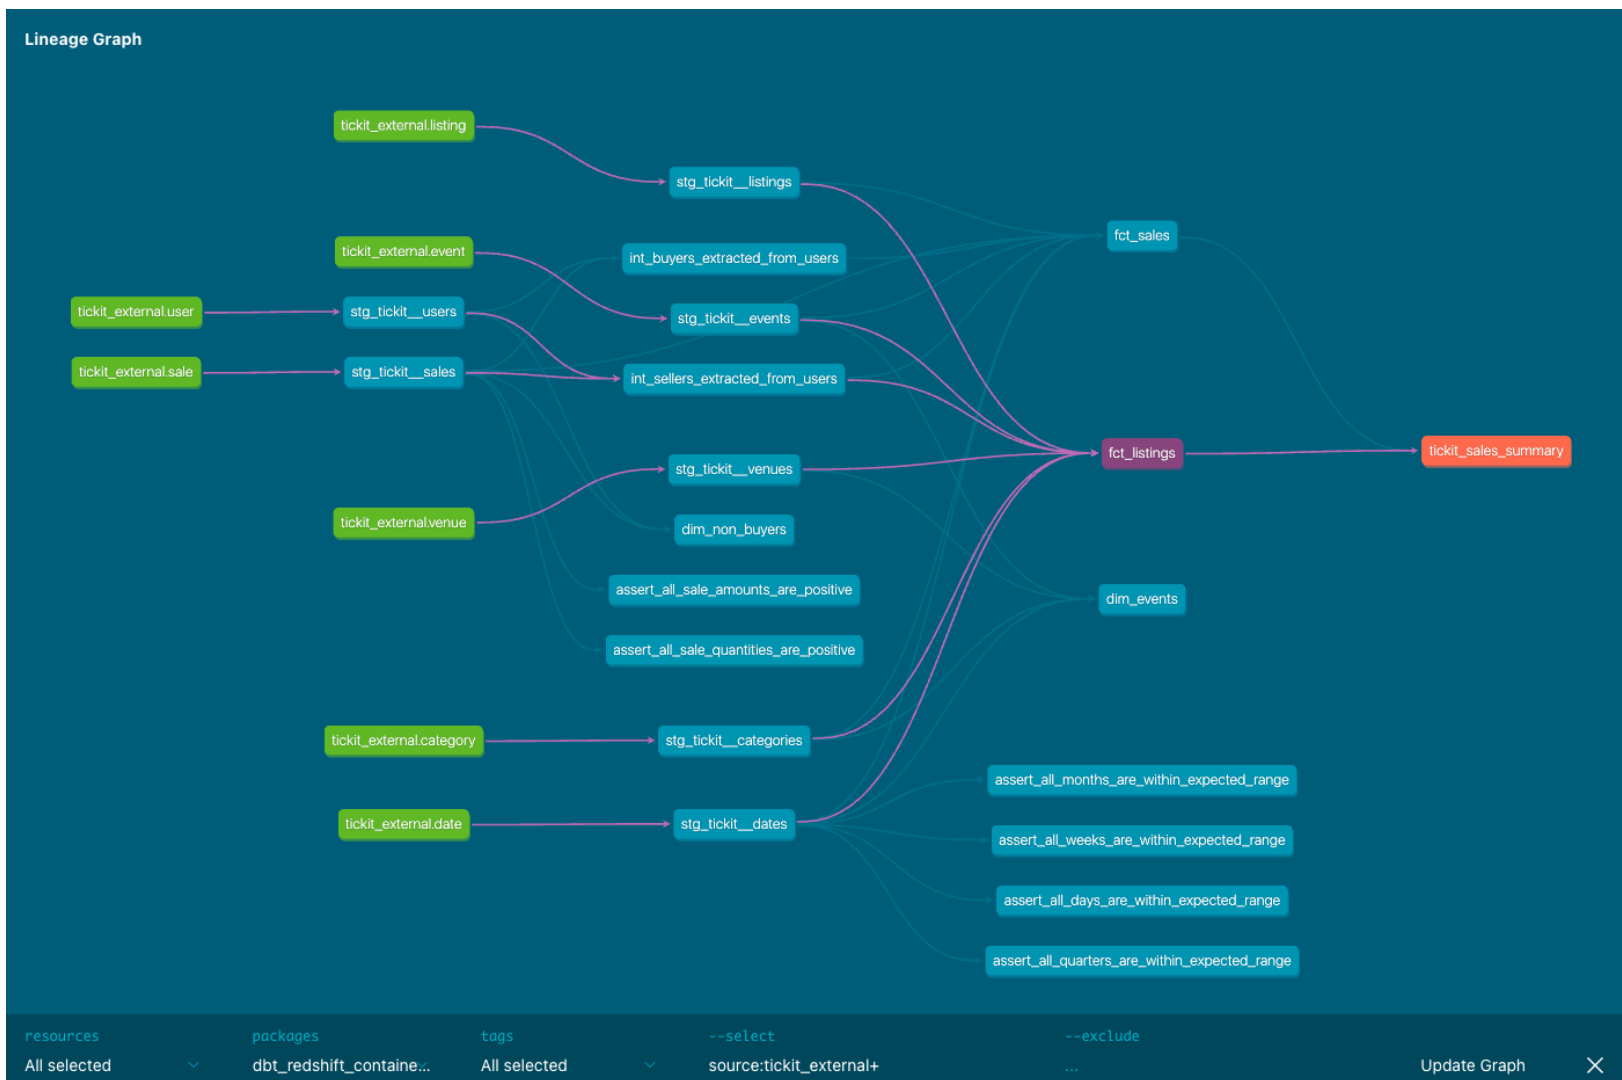 Lineage Graph
tickit_external.listing
stg_tickit__listings
fct_sales
tickit_external.event
int_buyers_extracted_from_users
tickit_external.user
stg_tickit__users
stg_tickit__events
tickit_external.sale
stg_tickit__sales
int_sellers_extracted_from_users
fct_listings
tickit_sales_summary
stg_tickit__venues
tickit_external.venue
dim_non_buyers
assert_all_sale_amounts_are_positive
dim_events
assert_all_sale_quantities_are_positive
tickit_external.category
stg_tickit__categories
assert_all_months_are_within_expected_range
tickit_external.date
stg_tickit__dates
assert_all_weeks_are_within_expected_range
assert_all_days_are_within_expected_range
assert_all_quarters_are_within_expected_range
resources packages tags --select --exclude
All selected dbt_redshift_containe... All selected source:tickit_external+ ... Update Graph